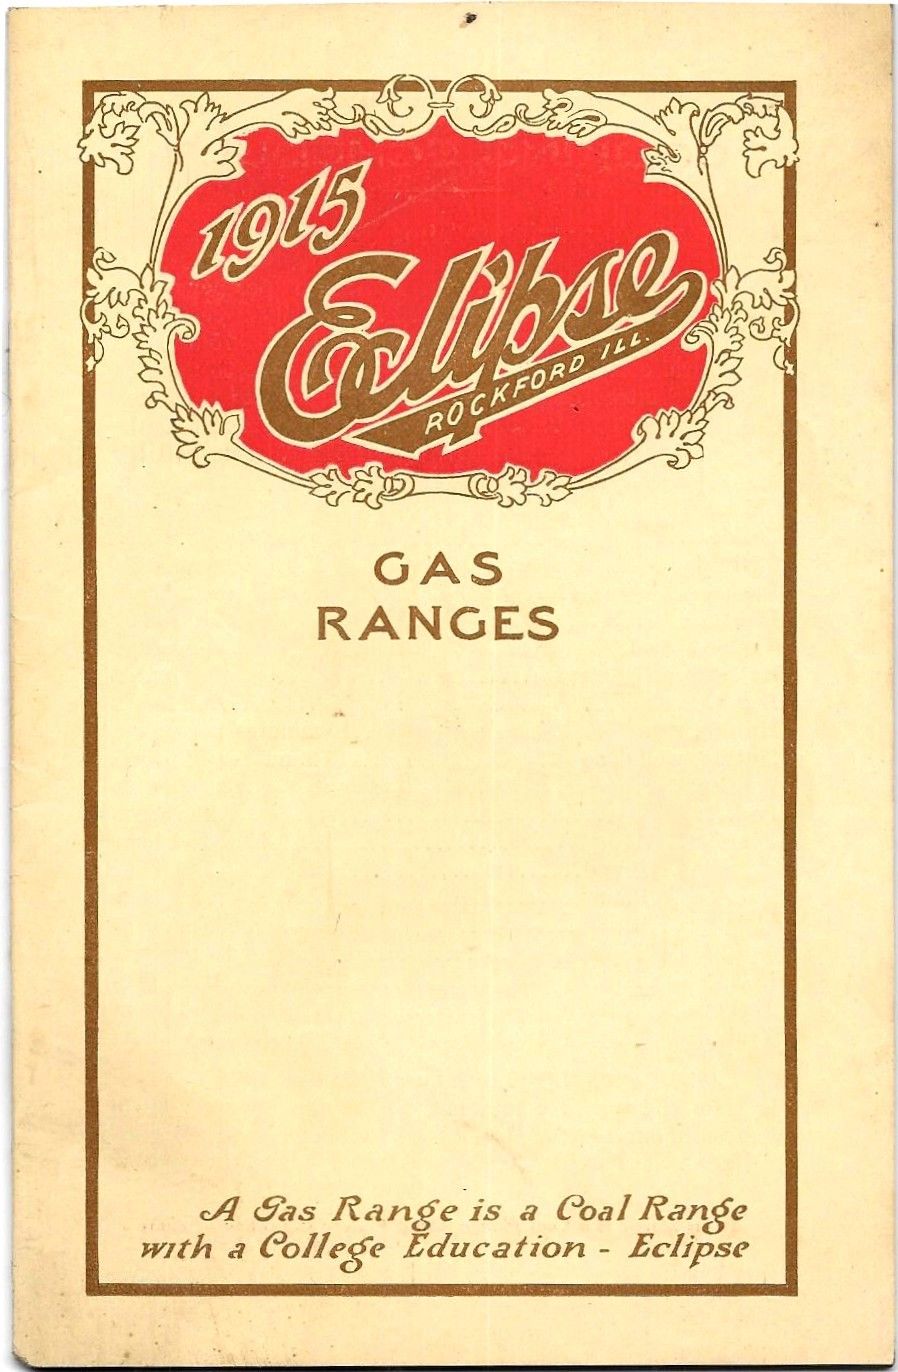 1915
Eclipse
ROCKFORD ILL.
GAS
RANGES
A Gas Range is a Coal Range
with a College Education - Eclipse